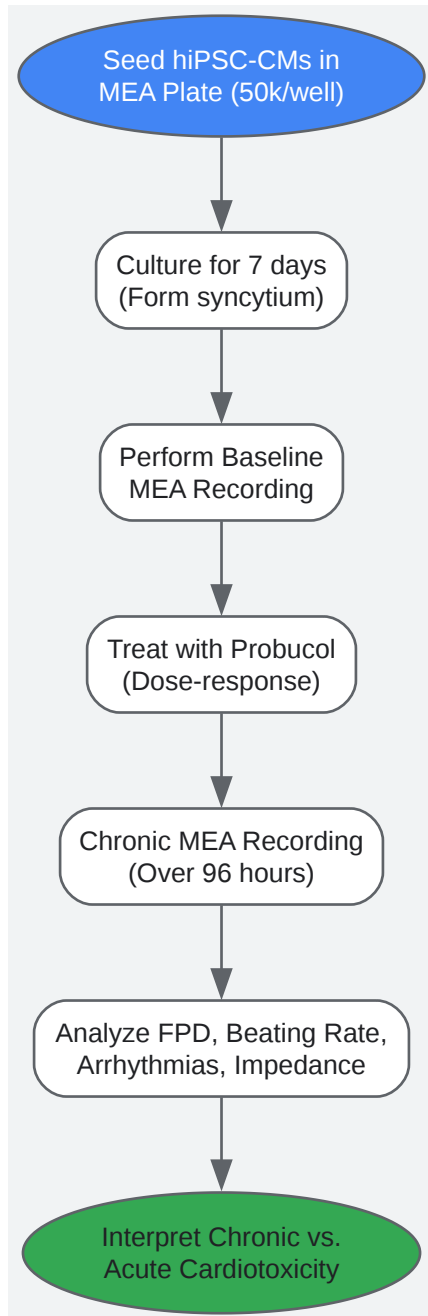 Seed hiPSC-CMs in
MEA Plate (50k/well)
Culture for 7 days
(Form syncytium)
Perform Baseline
MEA Recording
Treat with Probucol
(Dose-response)
Chronic MEA Recording
(Over 96 hours)
Analyze FPD, Beating Rate,
Arrhythmias, Impedance
Interpret Chronic vs.
Acute Cardiotoxicity